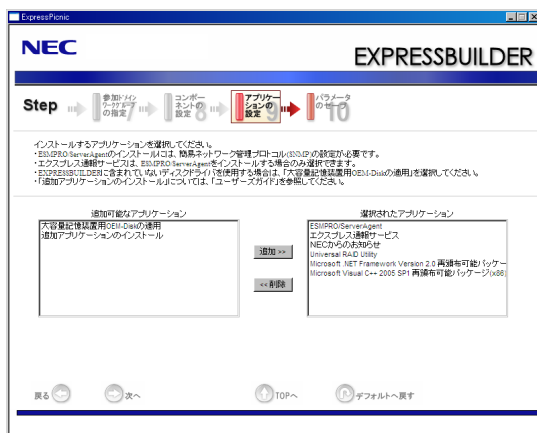 ExpressPicnic
NEC
EXPRESSBUILDER
Step
参加ドメイン
ワークグループ
の指定 7
コンポー
ネントの
設定 8
アプリケー
ションの
設定 9
パラメータ
のセーブ
10
インストールするアプリケーションを選択してください。
・ESMPRO/ServerAgentのインストールには、簡易ネットワーク管理プロトコル(SNMP)の設定が必要です。
・エクスプレス通報サービスは、ESMPRO/ServerAgentをインストールする場合のみ選択できます。
・EXPRESSBUILDERに含まれていないディスクドライバを使用する場合は、「大容量記憶装置用OEM-Diskの適用」を選択してください。
・「追加アプリケーションのインストール」については、「ユーザーズガイド」を参照してください。
追加可能なアプリケーション
大容量記憶装置用OEM-Diskの適用
追加アプリケーションのインストール
追加 >>
<< 削除
選択されたアプリケーション
ESMPRO/ServerAgent
エクスプレス通報サービス
NECからのお知らせ
Universal RAID Utility
Microsoft .NET Framework Version 2.0 再頒布可能パッケー
Microsoft Visual C++ 2005 SP1 再頒布可能パッケージ(x86)
戻る
次へ
TOPへ
デフォルトへ戻す